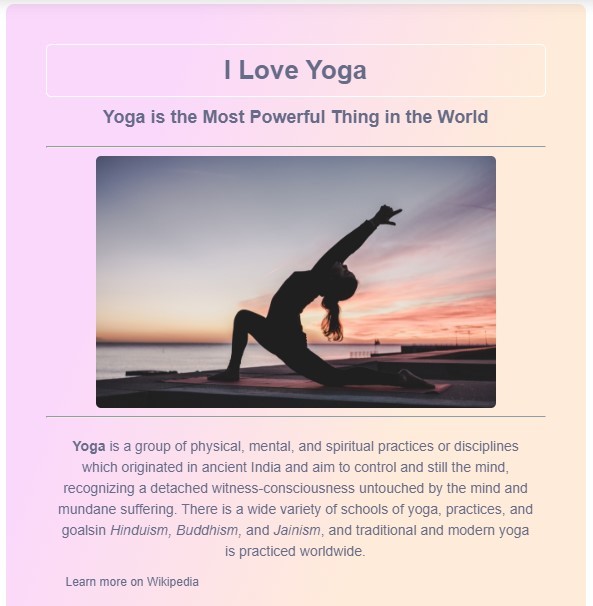 I Love Yoga
Yoga is the Most Powerful Thing in the World
Yoga is a group of physical, mental, and spiritual practices or disciplines
which originated in ancient India and aim to control and still the mind,
recognizing a detached witness-consciousness untouched by the mind and
mundane suffering. There is a wide variety of schools of yoga, practices, and
goalsin Hinduism, Buddhism, and Jainism, and traditional and modern yoga
is practiced worldwide.
Learn more on Wikipedia